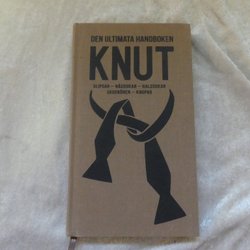 DEN ULTIMATA HANDBOKEN
KNUT
SLIPSAR – NÄSDUKAR – HALSDUKAR
SKOSNÖREN – KNOPAR